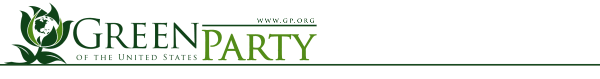 WWW.GP.ORG
GREEN PARTY
OF THE UNITED STATES